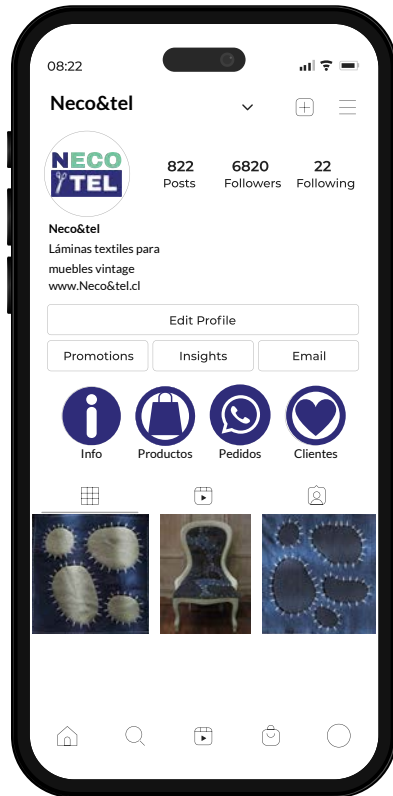 08:22
Neco&tel
NECO
TEL
822 6820 22
Posts Followers Following
Neco&tel
Láminas textiles para
muebles vintage
www.Neco&tel.cl
Edit Profile
Promotions Insights Email
Info Productos Pedidos Clientes